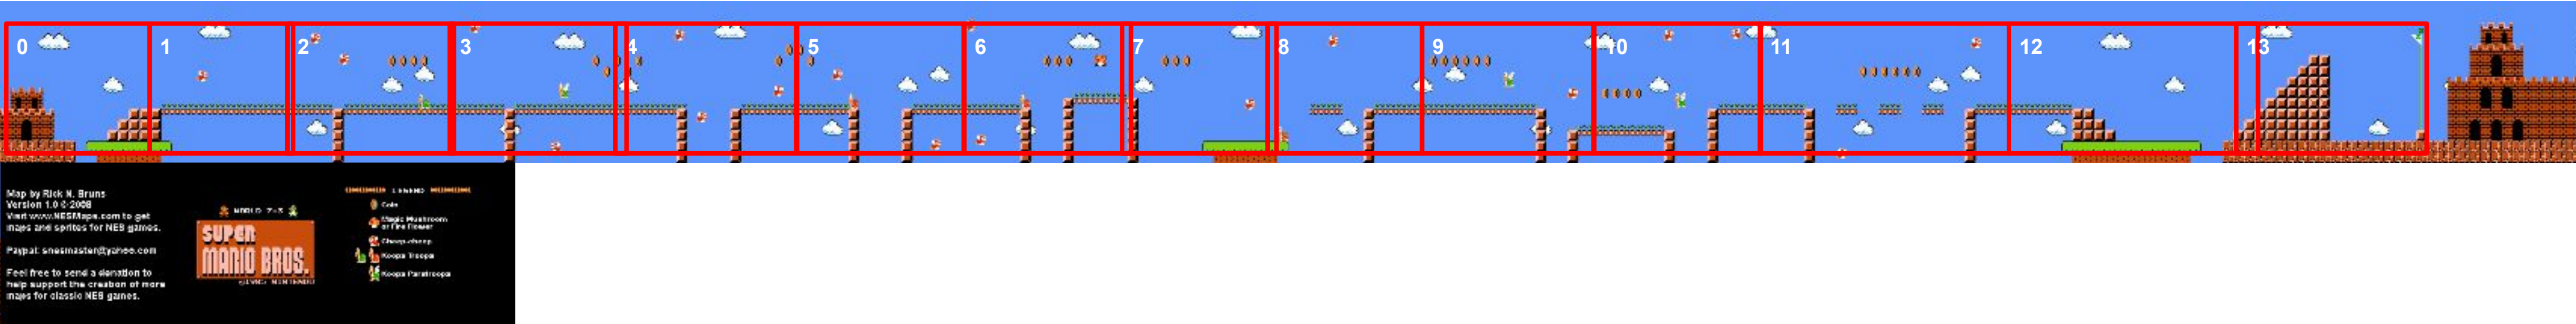 0 1 2 3 4 5 6 7 8 9 10 11 12 13
Map by Rick N. Bruns
Version 1.0 ©2008
Visit www.NESMaps.com to get
maps and sprites for NES games.
Paypal: snesmaster@yahoo.com
Feel free to send a donation to
help support the creation of more
maps for classic NES games.
WORLD 7-3
SUPER
MARIO BROS.
NINTENDO
LEGEND
Coin
Magic Mushroom
or Fire Flower
Cheep-cheep
Koopa Troopa
Koopa Paratroopa